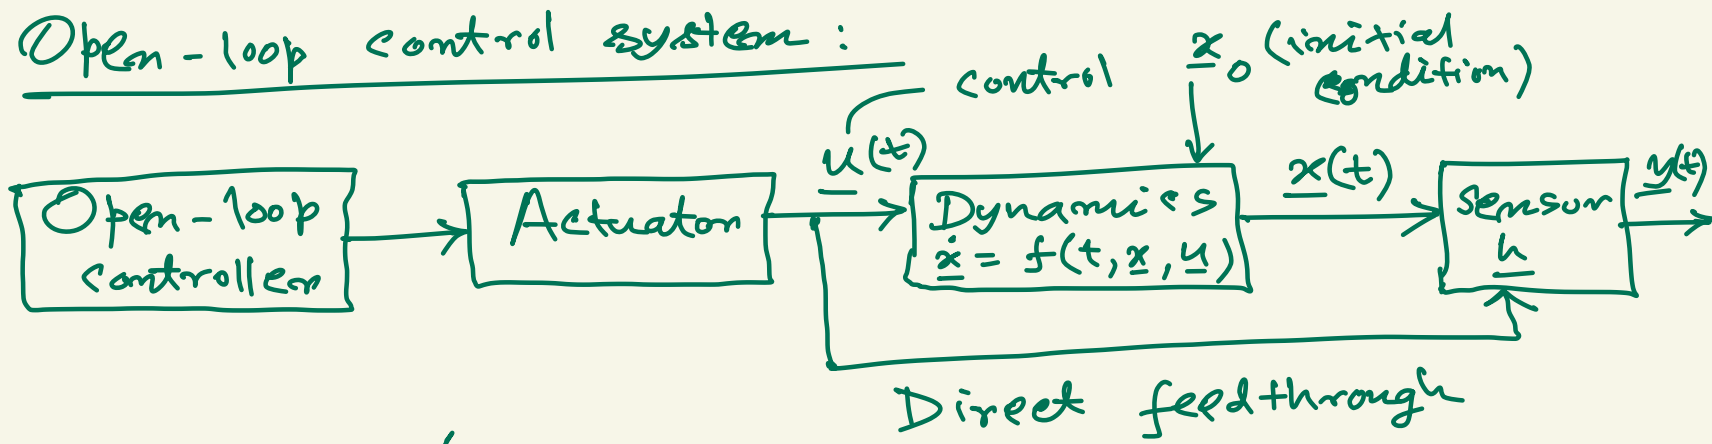 Open-loop control system :
control
x₀ (initial
condition)
u(t)
x(t)
y(t)
Open-loop
controller
Actuator
Dynamics
ẋ = f(t, x, u)
Sensor
h
Direct feedthrough